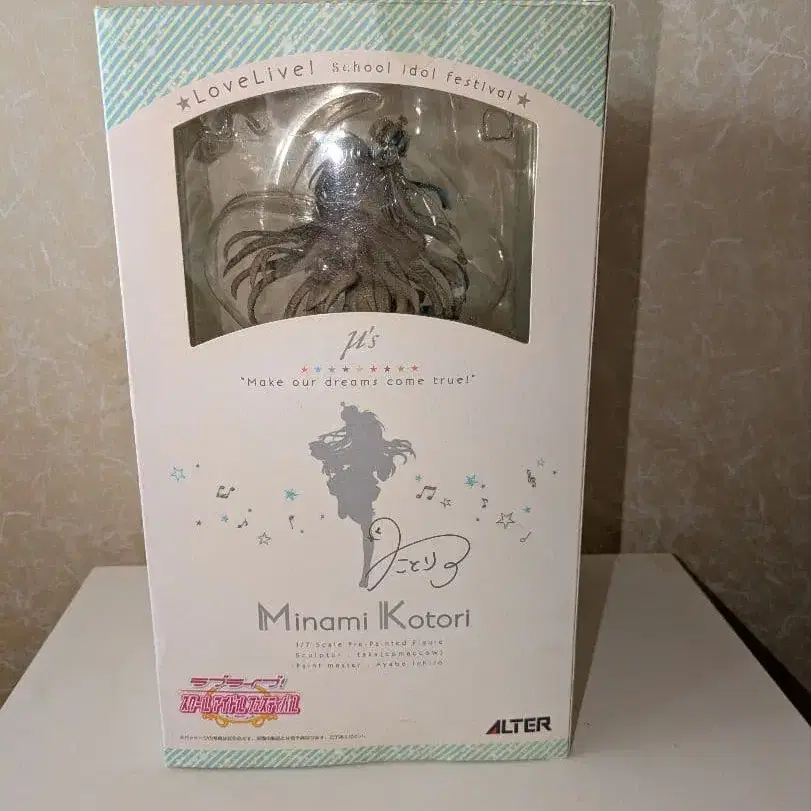 ★LoveLive! School idol festival★
μ's
"Make our dreams come true!"
ことり
Minami Kotori
1/7 Scale Pre-Painted Figure
Sculptor :
Paint master :
ラブライブ!
スクールアイドルフェスティバル
ALTER